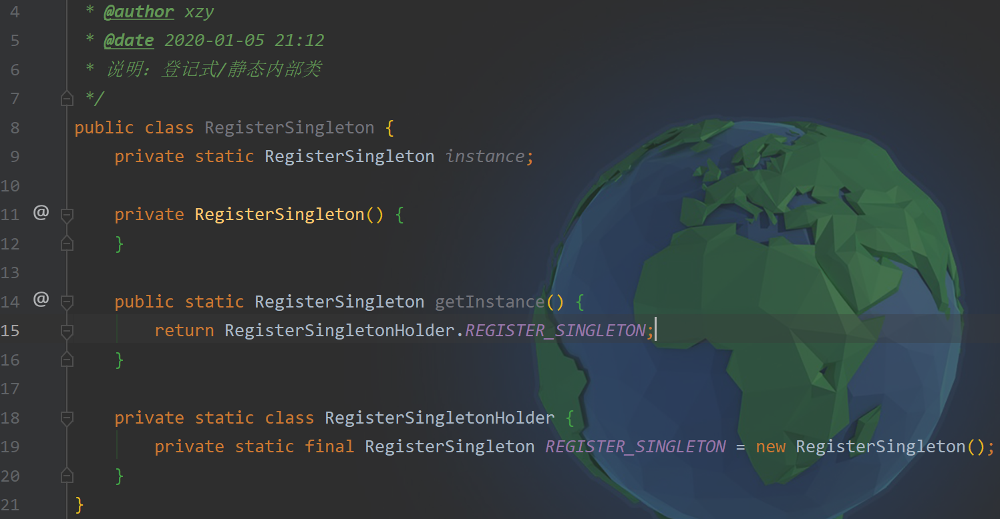 4 * @author xzy
5 * @date 2020-01-05 21:12
6 * 说明：登记式/静态内部类
7 */
8 public class RegisterSingleton {
9 private static RegisterSingleton instance;
10
11 @ private RegisterSingleton() {
12 }
13
14 @ public static RegisterSingleton getInstance() {
15 return RegisterSingletonHolder.REGISTER_SINGLETON;
16 }
17
18 private static class RegisterSingletonHolder {
19 private static final RegisterSingleton REGISTER_SINGLETON = new RegisterSingleton();
20 }
21 }